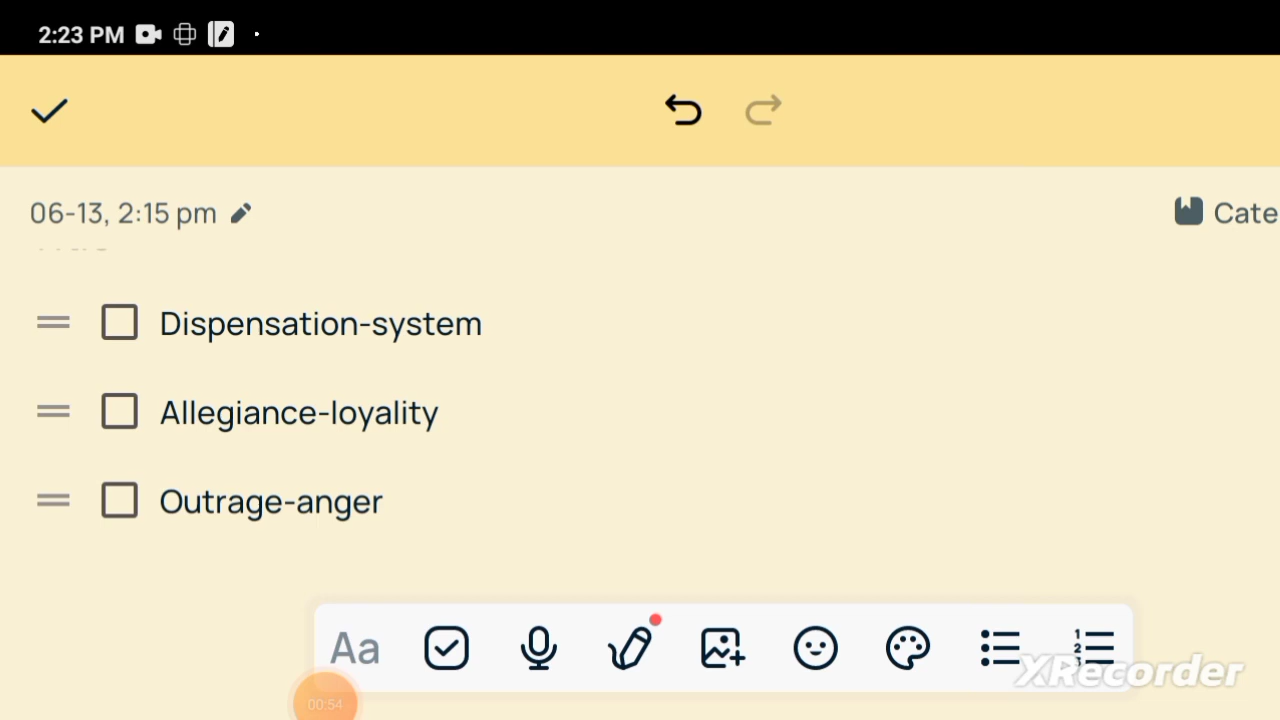 2:23 PM
06-13, 2:15 pm
Cate
Dispensation-system
Allegiance-loyality
Outrage-anger
Aa
00:54
XRecorder